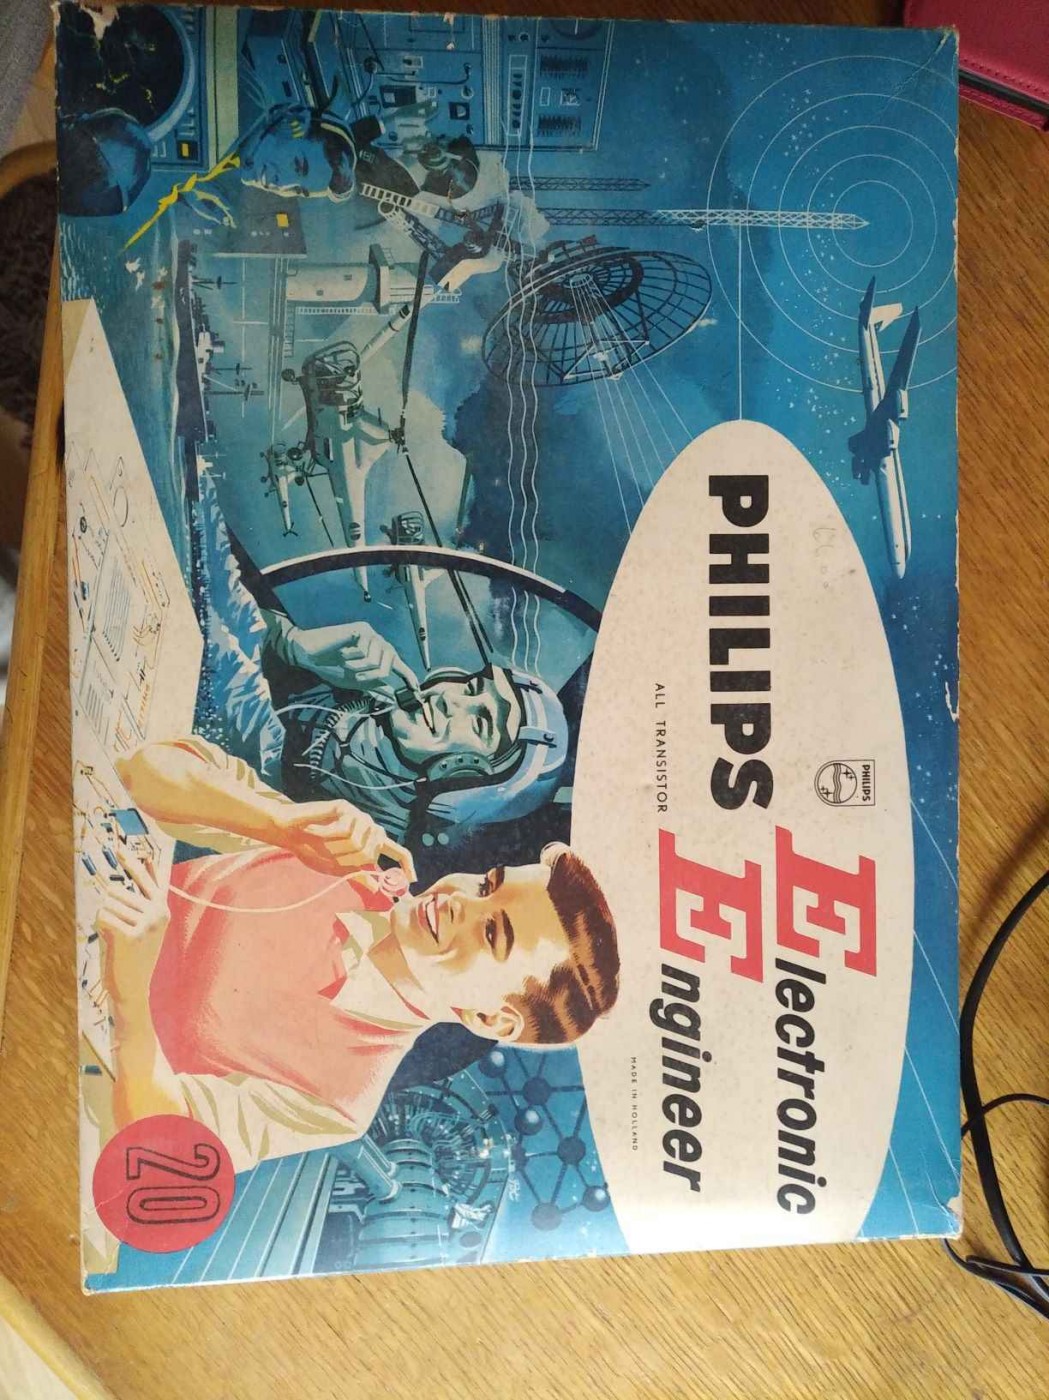 PHILIPS
PHILIPS Electronic
Engineer
ALL TRANSISTOR
MADE IN HOLLAND
20